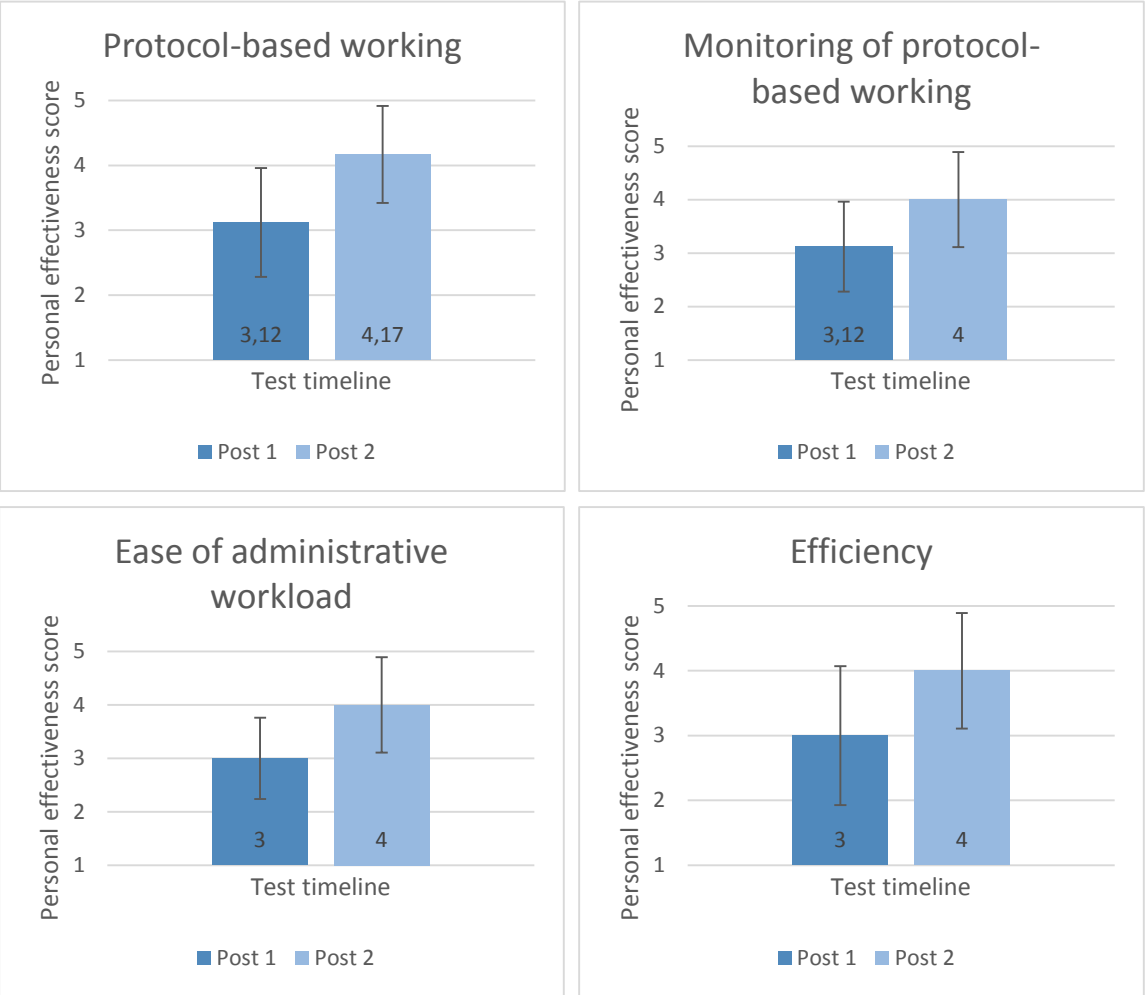 Protocol-based working
Personal effectiveness score
5
4
3
2
1
3,12
4,17
Test timeline
Post 1 Post 2
Monitoring of protocol-
based working
Personal effectiveness score
5
4
3
2
1
3,12
4
Test timeline
Post 1 Post 2
Ease of administrative
workload
Personal effectiveness score
5
4
3
2
1
3
4
Test timeline
Post 1 Post 2
Efficiency
Personal effectiveness score
5
4
3
2
1
3
4
Test timeline
Post 1 Post 2